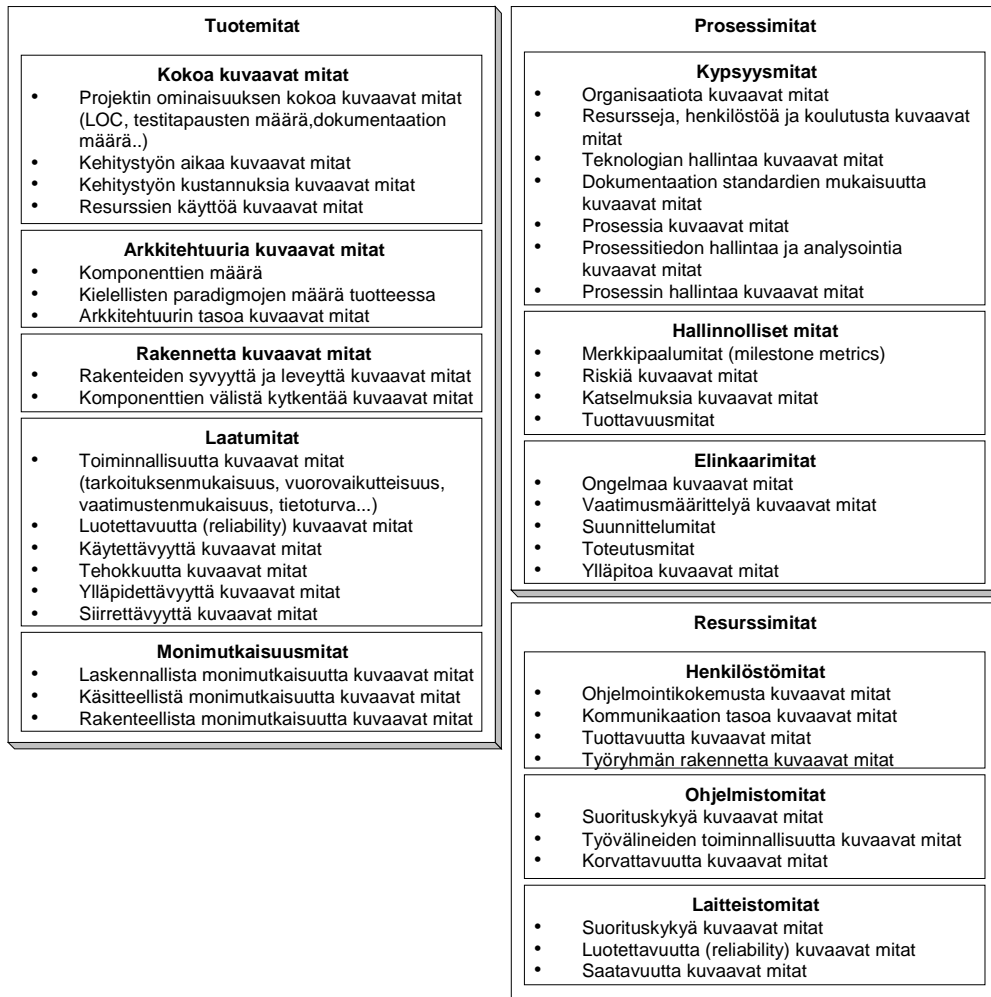 Tuotemitat
Kokoa kuvaavat mitat
• Projektin ominaisuuksen kokoa kuvaavat mitat
(LOC, testitapausten määrä,dokumentaation
määrä..)
• Kehitystyön aikaa kuvaavat mitat
• Kehitystyön kustannuksia kuvaavat mitat
• Resurssien käyttöä kuvaavat mitat
Arkkitehtuuria kuvaavat mitat
• Komponenttien määrä
• Kielellisten paradigmojen määrä tuotteessa
• Arkkitehtuurin tasoa kuvaavat mitat
Rakennetta kuvaavat mitat
• Rakenteiden syvyyttä ja leveyttä kuvaavat mitat
• Komponenttien välistä kytkentää kuvaavat mitat
Laatumitat
• Toiminnallisuutta kuvaavat mitat
(tarkoituksenmukaisuus, vuorovaikutteisuus,
vaatimustenmukaisuus, tietoturva...)
• Luotettavuutta (reliability) kuvaavat mitat
• Käytettävyyttä kuvaavat mitat
• Tehokkuutta kuvaavat mitat
• Ylläpidettävyyttä kuvaavat mitat
• Siirrettävyyttä kuvaavat mitat
Monimutkaisuusmitat
• Laskennallista monimutkaisuutta kuvaavat mitat
• Käsitteellistä monimutkaisuutta kuvaavat mitat
• Rakenteellista monimutkaisuutta kuvaavat mitat
Prosessimitat
Kypsyysmitat
• Organisaatiota kuvaavat mitat
• Resursseja, henkilöstöä ja koulutusta kuvaavat
mitat
• Teknologian hallintaa kuvaavat mitat
• Dokumentaation standardien mukaisuutta
kuvaavat mitat
• Prosessia kuvaavat mitat
• Prosessitiedon hallintaa ja analysointia
kuvaavat mitat
• Prosessin hallintaa kuvaavat mitat
Hallinnolliset mitat
• Merkkipaalumitat (milestone metrics)
• Riskiä kuvaavat mitat
• Katselmuksia kuvaavat mitat
• Tuottavuusmitat
Elinkaarimitat
• Ongelmaa kuvaavat mitat
• Vaatimusmäärittelyä kuvaavat mitat
• Suunnittelumitat
• Toteutusmitat
• Ylläpitoa kuvaavat mitat
Resurssimitat
Henkilöstömitat
• Ohjelmointikokemusta kuvaavat mitat
• Kommunikaation tasoa kuvaavat mitat
• Tuottavuutta kuvaavat mitat
• Työryhmän rakennetta kuvaavat mitat
Ohjelmistomitat
• Suorituskykyä kuvaavat mitat
• Työvälineiden toiminnallisuutta kuvaavat mitat
• Korvattavuutta kuvaavat mitat
Laitteistomitat
• Suorituskykyä kuvaavat mitat
• Luotettavuutta (reliability) kuvaavat mitat
• Saatavuutta kuvaavat mitat